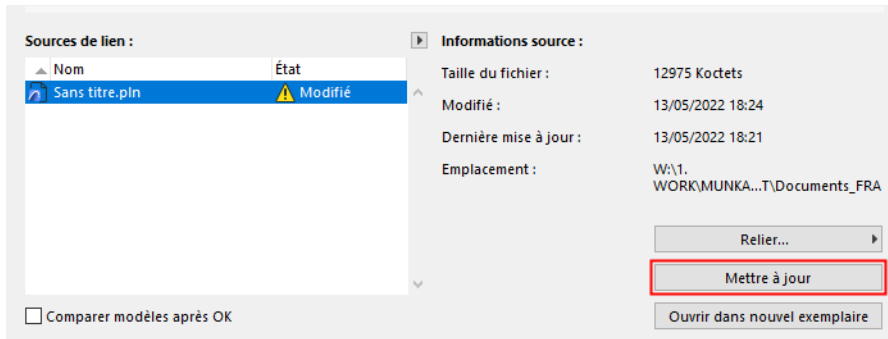 Sources de lien :
Nom État
Sans titre.pln Modifié
Comparer modèles après OK
Informations source :
Taille du fichier : 12975 Koctets
Modifié : 13/05/2022 18:24
Dernière mise à jour : 13/05/2022 18:21
Emplacement : W:\1.
WORK\MUNKA...T\Documents_FRA
Relier...
Mettre à jour
Ouvrir dans nouvel exemplaire